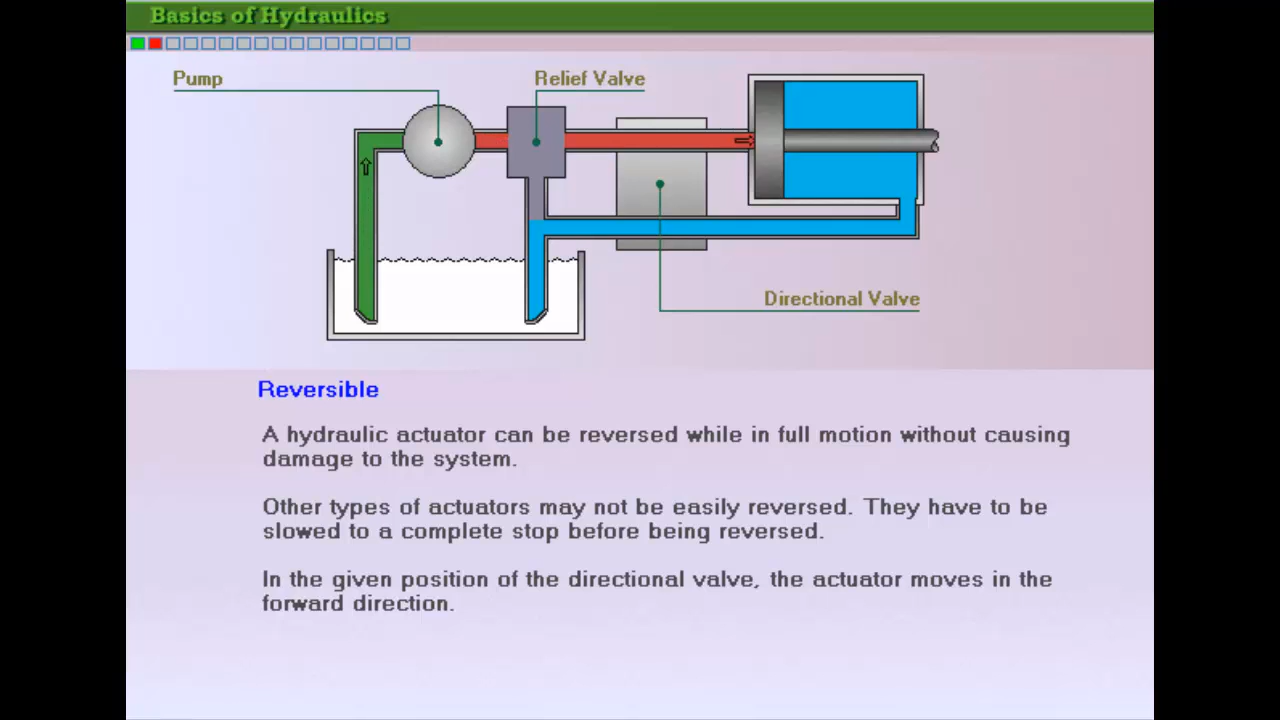 Basics of Hydraulics
Pump
Relief Valve
Directional Valve
Reversible
A hydraulic actuator can be reversed while in full motion without causing
damage to the system.
Other types of actuators may not be easily reversed. They have to be
slowed to a complete stop before being reversed.
In the given position of the directional valve, the actuator moves in the
forward direction.